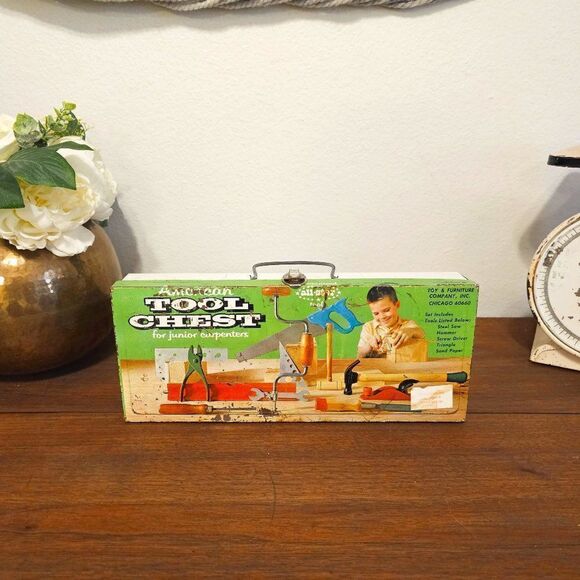 American
TOOL
CHEST
for junior carpenters
TOY & FURNITURE
COMPANY, INC.
CHICAGO 60660
Set Includes
Tools Listed Below:
Steel Saw
Hammer
Screw Driver
Triangle
Sand Paper